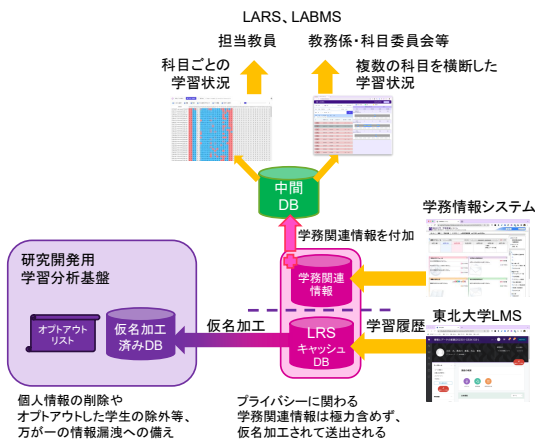 LARS、LABMS
担当教員
教務係・科目委員会等
科目ごとの
学習状況
複数の科目を横断した
学習状況
中間
DB
学務情報システム
学務関連情報を付加
研究開発用
学習分析基盤
学務関連
情報
オプトアウト
リスト
仮名加工
済みDB
仮名加工
LRS
キャッシュDB
学習履歴
東北大学LMS
個人情報の削除や
オプトアウトした学生の除外等、
万が一の情報漏洩への備え
プライバシーに関わる
学務関連情報は極力含めず、
仮名加工されて送出される